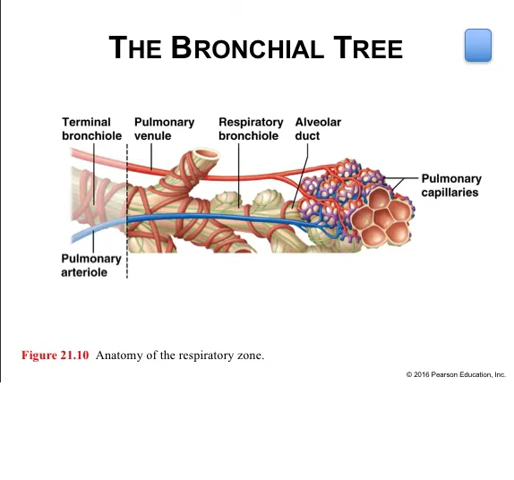 THE BRONCHIAL TREE
Terminal
bronchiole
Pulmonary
venule
Respiratory
bronchiole
Alveolar
duct
Pulmonary
capillaries
Pulmonary
arteriole
Figure 21.10 Anatomy of the respiratory zone.
© 2016 Pearson Education, Inc.